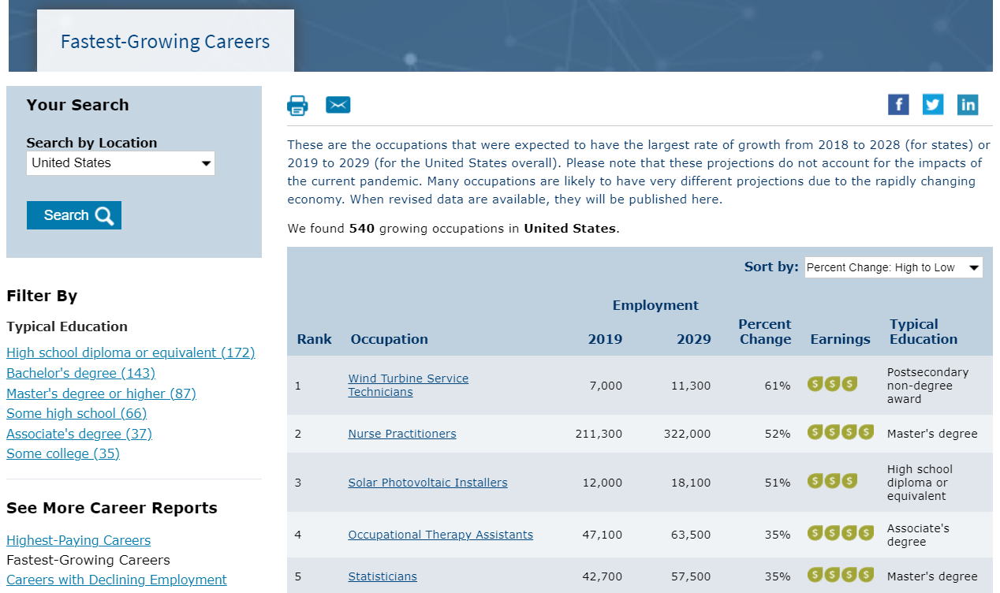 Fastest-Growing Careers
Your Search
Search by Location
United States
Search
Filter By
Typical Education
High school diploma or equivalent (172)
Bachelor's degree (143)
Master's degree or higher (87)
Some high school (66)
Associate's degree (37)
Some college (35)
See More Career Reports
Highest-Paying Careers
Fastest-Growing Careers
Careers with Declining Employment
f
in
These are the occupations that were expected to have the largest rate of growth from 2018 to 2028 (for states) or
2019 to 2029 (for the United States overall). Please note that these projections do not account for the impacts of
the current pandemic. Many occupations are likely to have very different projections due to the rapidly changing
economy. When revised data are available, they will be published here.
We found 540 growing occupations in United States.
Sort by: Percent Change: High to Low
Employment
Rank Occupation 2019 2029 Percent Change Earnings Typical Education
1 Wind Turbine Service Technicians 7,000 11,300 61% $ $ $ Postsecondary non-degree award
2 Nurse Practitioners 211,300 322,000 52% $ $ $ $ Master's degree
3 Solar Photovoltaic Installers 12,000 18,100 51% $ $ $ High school diploma or equivalent
4 Occupational Therapy Assistants 47,100 63,500 35% $ $ $ $ Associate's degree
5 Statisticians 42,700 57,500 35% $ $ $ $ Master's degree